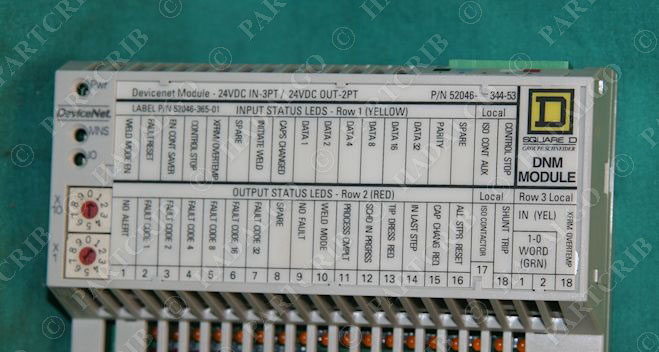 Pwr
DeviceNet
MNS
I/O
X
10
X
1
Devicenet Module - 24VDC IN-3PT / 24VDC OUT-2PT P/N 52046- 344-53
LABEL P/N 52046-365-01 INPUT STATUS LEDS - Row 1 (YELLOW) Local
WELD MODE EN
FAULT RESET
EN CONT SAVER
CONTROL STOP
XFRM OVERTEMP
INITIATE WELD
CAPS CHANGED
DATA 1
DATA 2
DATA 4
DATA 8
DATA 16
DATA 32
PARITY
SPARE
ISO CONT AUX
CONTROL STOP
D
SQUARE D
GROUPE SCHNEIDER
DNM
MODULE
OUTPUT STATUS LEDS - Row 2 (RED) Local Row 3 Local
NO ALERT
FAULT CODE 1
FAULT CODE 2
FAULT CODE 4
FAULT CODE 8
FAULT CODE 16
FAULT CODE 32
SPARE
NO FAULT
WELD MODE
PROCESS CMPLT
SCHD IN PRGRSS
TIP DRESS REQ
IN LAST STEP
CAP CHANG REQ
ALL STPR RESET
ISO CONTACTOR
SHUNT TRIP
IN (YEL)
1-0
WORD
(GRN)
XFRM OVERTEMP
1 2 3 4 5 6 7 8 9 10 11 12 13 14 15 16 17 18 1 2 18
PARTCRIB